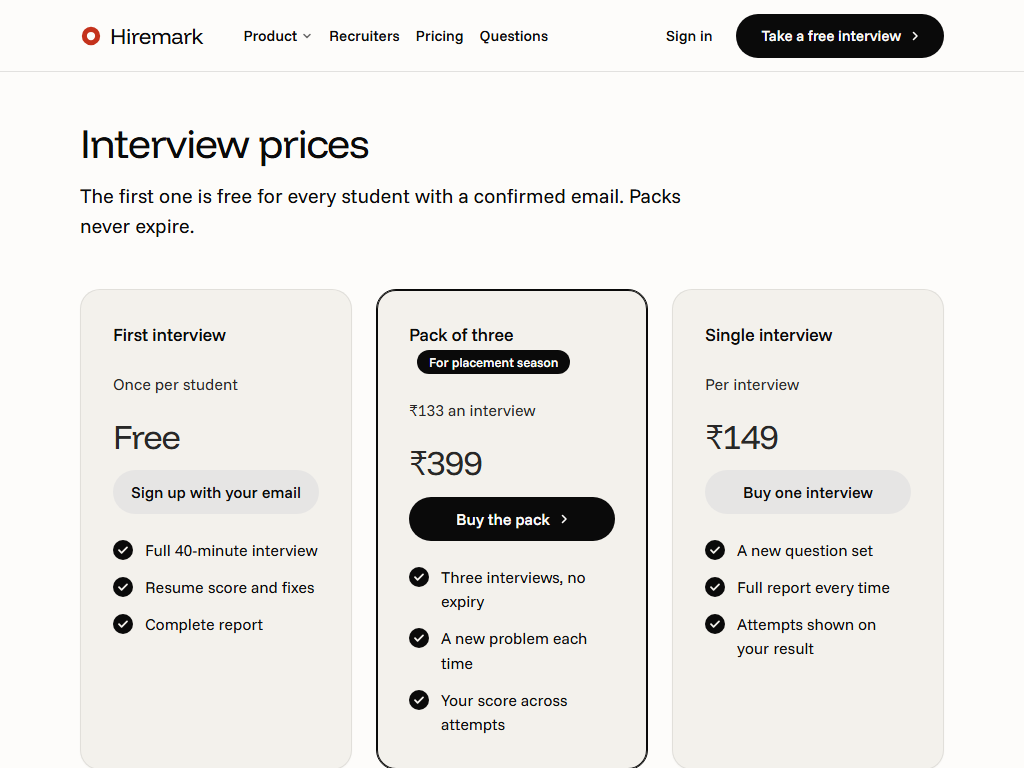 Hiremark
Product
Recruiters
Pricing
Questions
Sign in
Take a free interview
Interview prices
The first one is free for every student with a confirmed email. Packs
never expire.
First interview
Once per student
Free
Sign up with your email
Full 40-minute interview
Resume score and fixes
Complete report
Pack of three
For placement season
₹133 an interview
₹399
Buy the pack
Three interviews, no
expiry
A new problem each
time
Your score across
attempts
Single interview
Per interview
₹149
Buy one interview
A new question set
Full report every time
Attempts shown on
your result